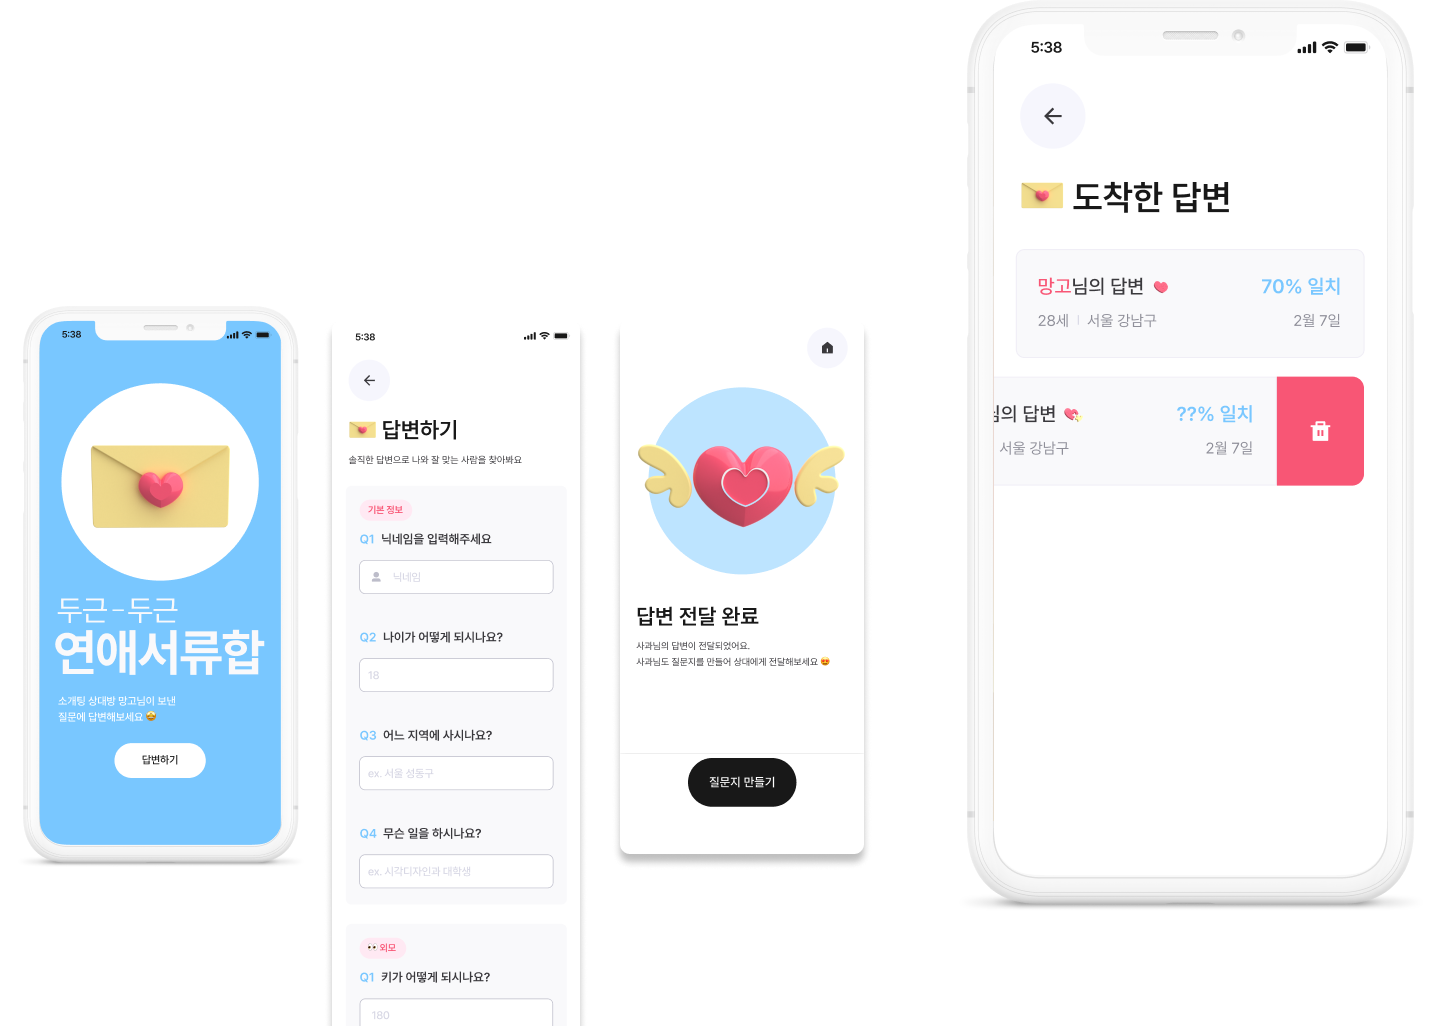 5:38
두근-두근
연애서류합
소개팅 상대방 망고님이 보낸
질문에 답변해보세요 🤩
답변하기
5:38
답변하기
솔직한 답변으로 나와 잘 맞는 사람을 찾아봐요
기본 정보
Q1 닉네임을 입력해주세요
닉네임
Q2 나이가 어떻게 되시나요?
18
Q3 어느 지역에 사시나요?
ex. 서울 성동구
Q4 무슨 일을 하시나요?
ex. 시각디자인과 대학생
👀 외모
Q1 키가 어떻게 되시나요?
180
답변 전달 완료
사과님의 답변이 전달되었어요.
사과님도 질문지를 만들어 상대에게 전달해보세요 😍
질문지 만들기
5:38
도착한 답변
망고님의 답변
70% 일치
28세 | 서울 강남구
2월 7일
님의 답변
??% 일치
서울 강남구
2월 7일